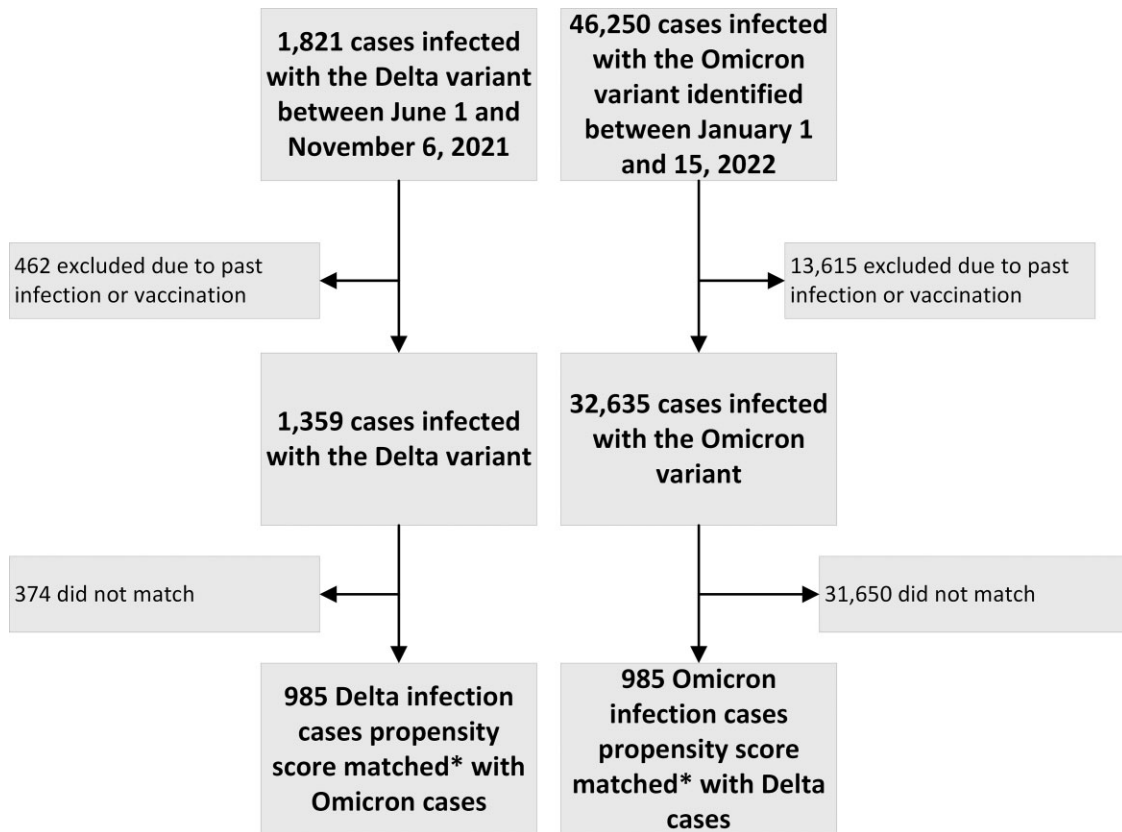 1,821 cases infected
with the Delta variant
between June 1 and
November 6, 2021
46,250 cases infected
with the Omicron
variant identified
between January 1
and 15, 2022
462 excluded due to past
infection or vaccination
13,615 excluded due to past
infection or vaccination
1,359 cases infected
with the Delta variant
32,635 cases infected
with the Omicron
variant
374 did not match
31,650 did not match
985 Delta infection
cases propensity
score matched* with
Omicron cases
985 Omicron
infection cases
propensity score
matched* with Delta
cases